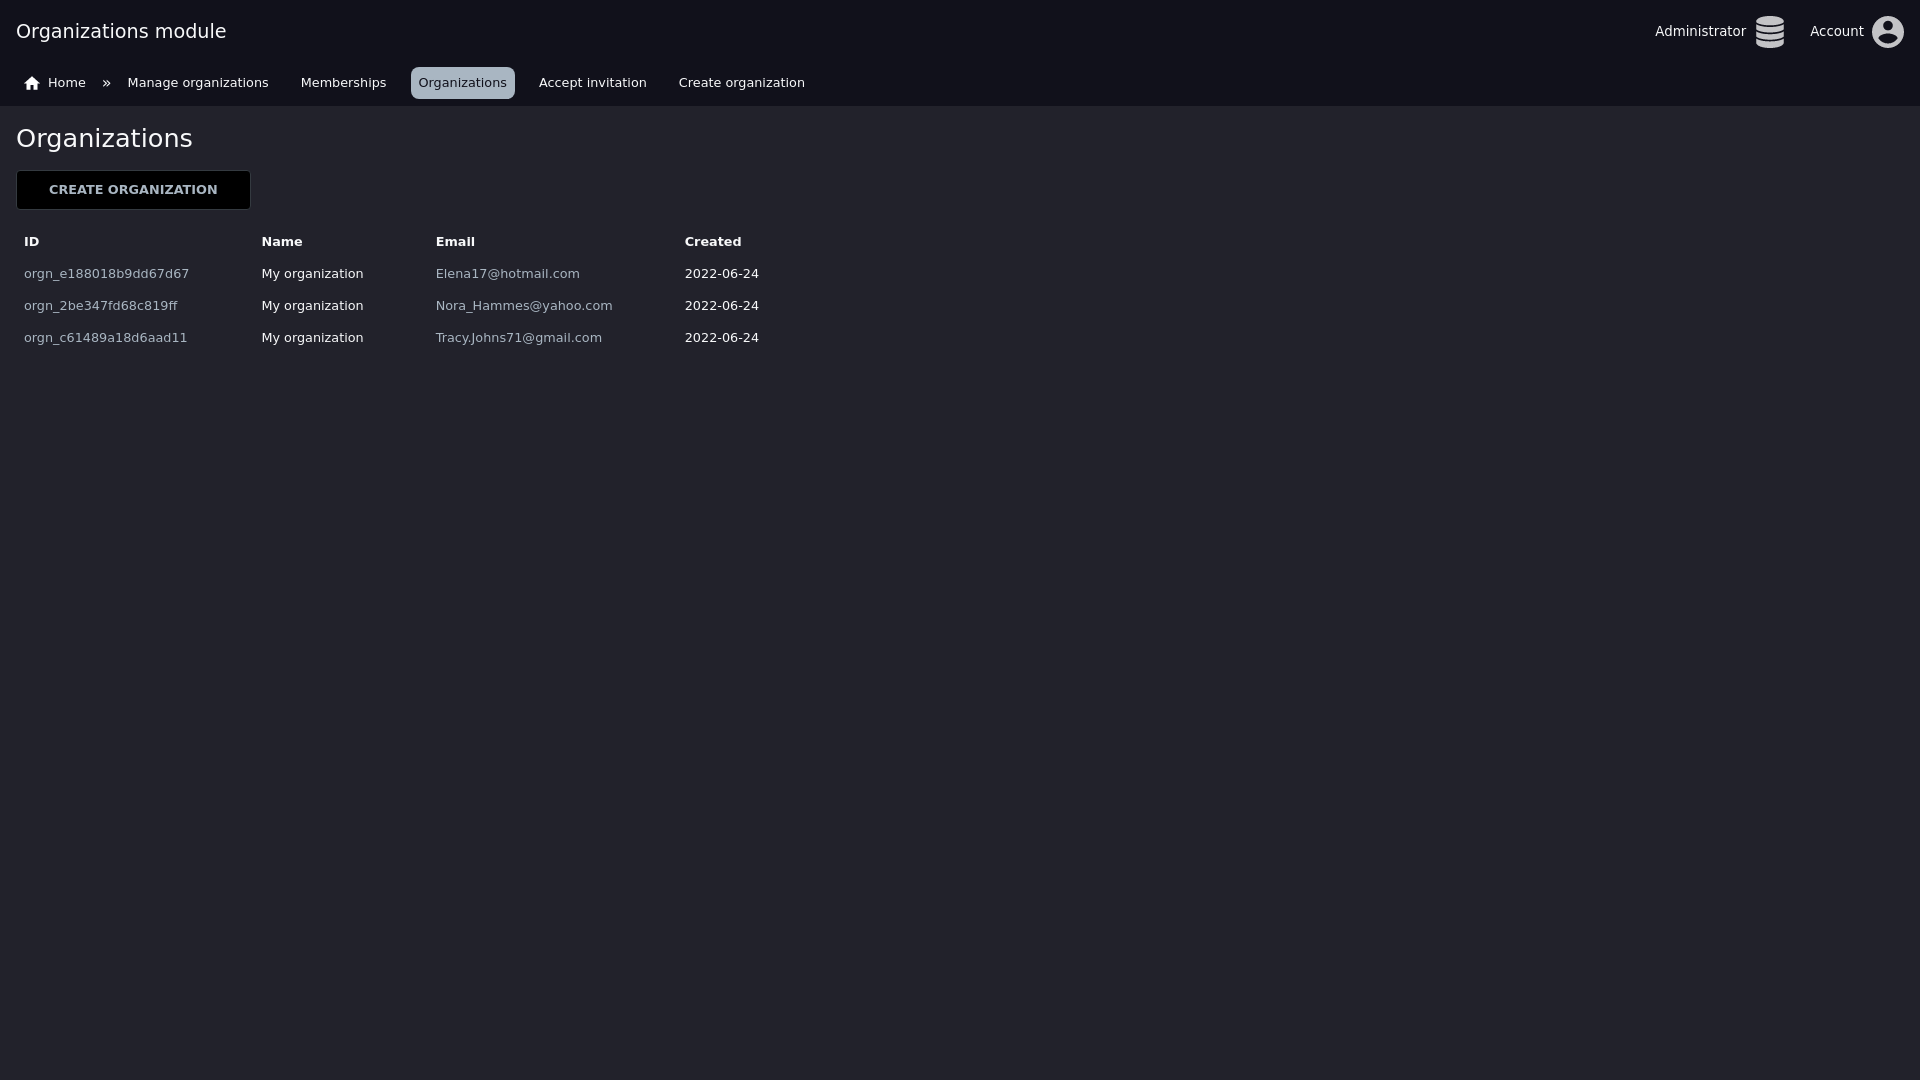 Organizations module
Administrator
Account
Home » Manage organizations Memberships Organizations Accept invitation Create organization
Organizations
CREATE ORGANIZATION
ID Name Email Created
orgn_e188018b9dd67d67 My organization Elena17@hotmail.com 2022-06-24
orgn_2be347fd68c819ff My organization Nora_Hammes@yahoo.com 2022-06-24
orgn_c61489a18d6aad11 My organization Tracy.Johns71@gmail.com 2022-06-24